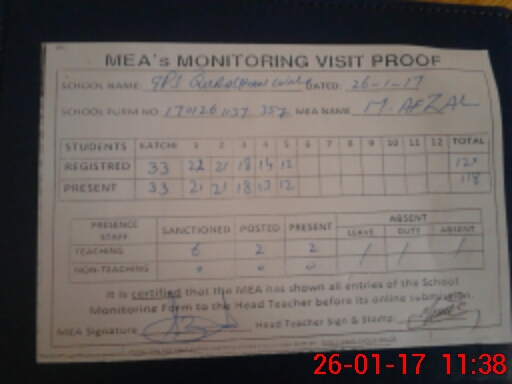 MEA's MONITORING VISIT PROOF
SCHOOL NAME: GPS DATED: 26-1-17
SCHOOL FORM NO MEA NAME M. AFZAL
STUDENTS KATCHI 1 2 3 4 5 6 7 8 9 10 11 12 TOTAL
REGISTRED 33 22 21 18 14 12
PRESENT 33 21 21 18 13 12 118
PRESENCE STAFF SANCTIONED POSTED PRESENT ABSENT
LEAVE DUTY ABSENT
TEACHING 6 2 2 / / /
NON-TEACHING 0 0 0
It is certified that the MEA has shown all entries of the School
Monitoring Form to the Head Teacher before its online submission.
MEA Signature Head Teacher Sign & Stamp
26-01-17 11:38